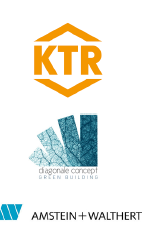 KTR
diagonale concept
GREEN BUILDING
AMSTEIN + WALTHERT